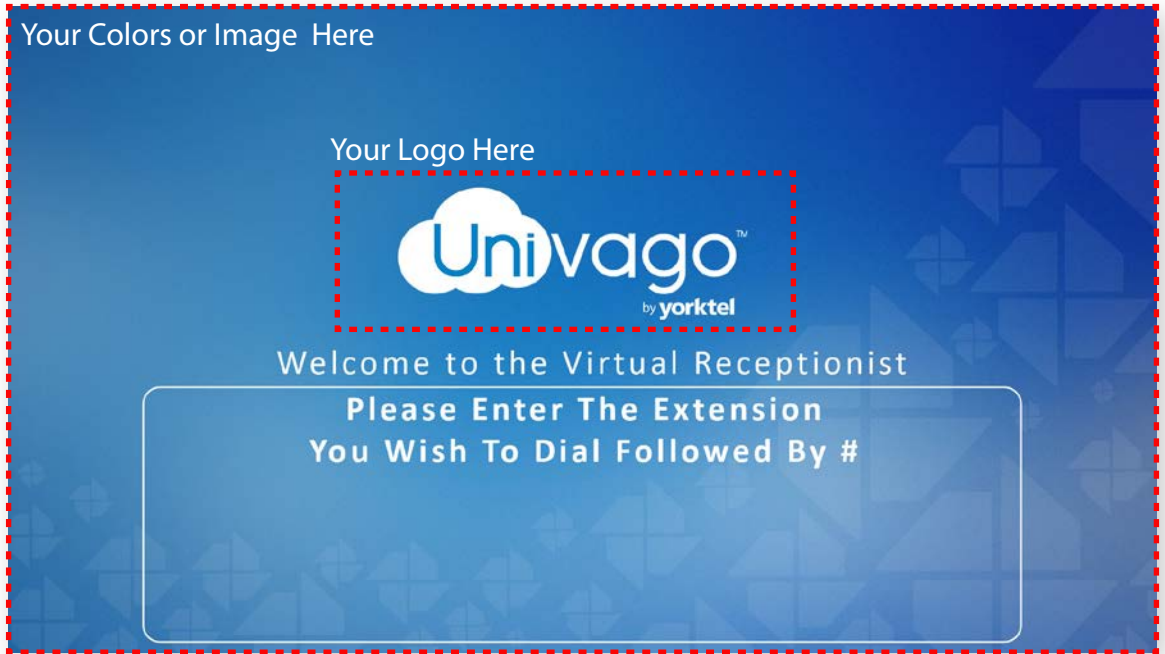 Your Colors or Image Here
Your Logo Here
Univago™
by yorktel
Welcome to the Virtual Receptionist
Please Enter The Extension
You Wish To Dial Followed By #